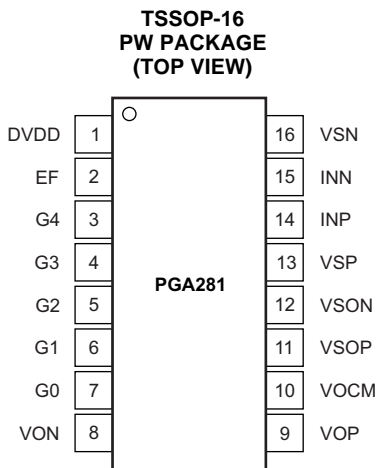 TSSOP-16
PW PACKAGE
(TOP VIEW)
DVDD 1 16 VSN
EF 2 15 INN
G4 3 14 INP
G3 4 13 VSP
PGA281
G2 5 12 VSON
G1 6 11 VSOP
G0 7 10 VOCM
VON 8 9 VOP